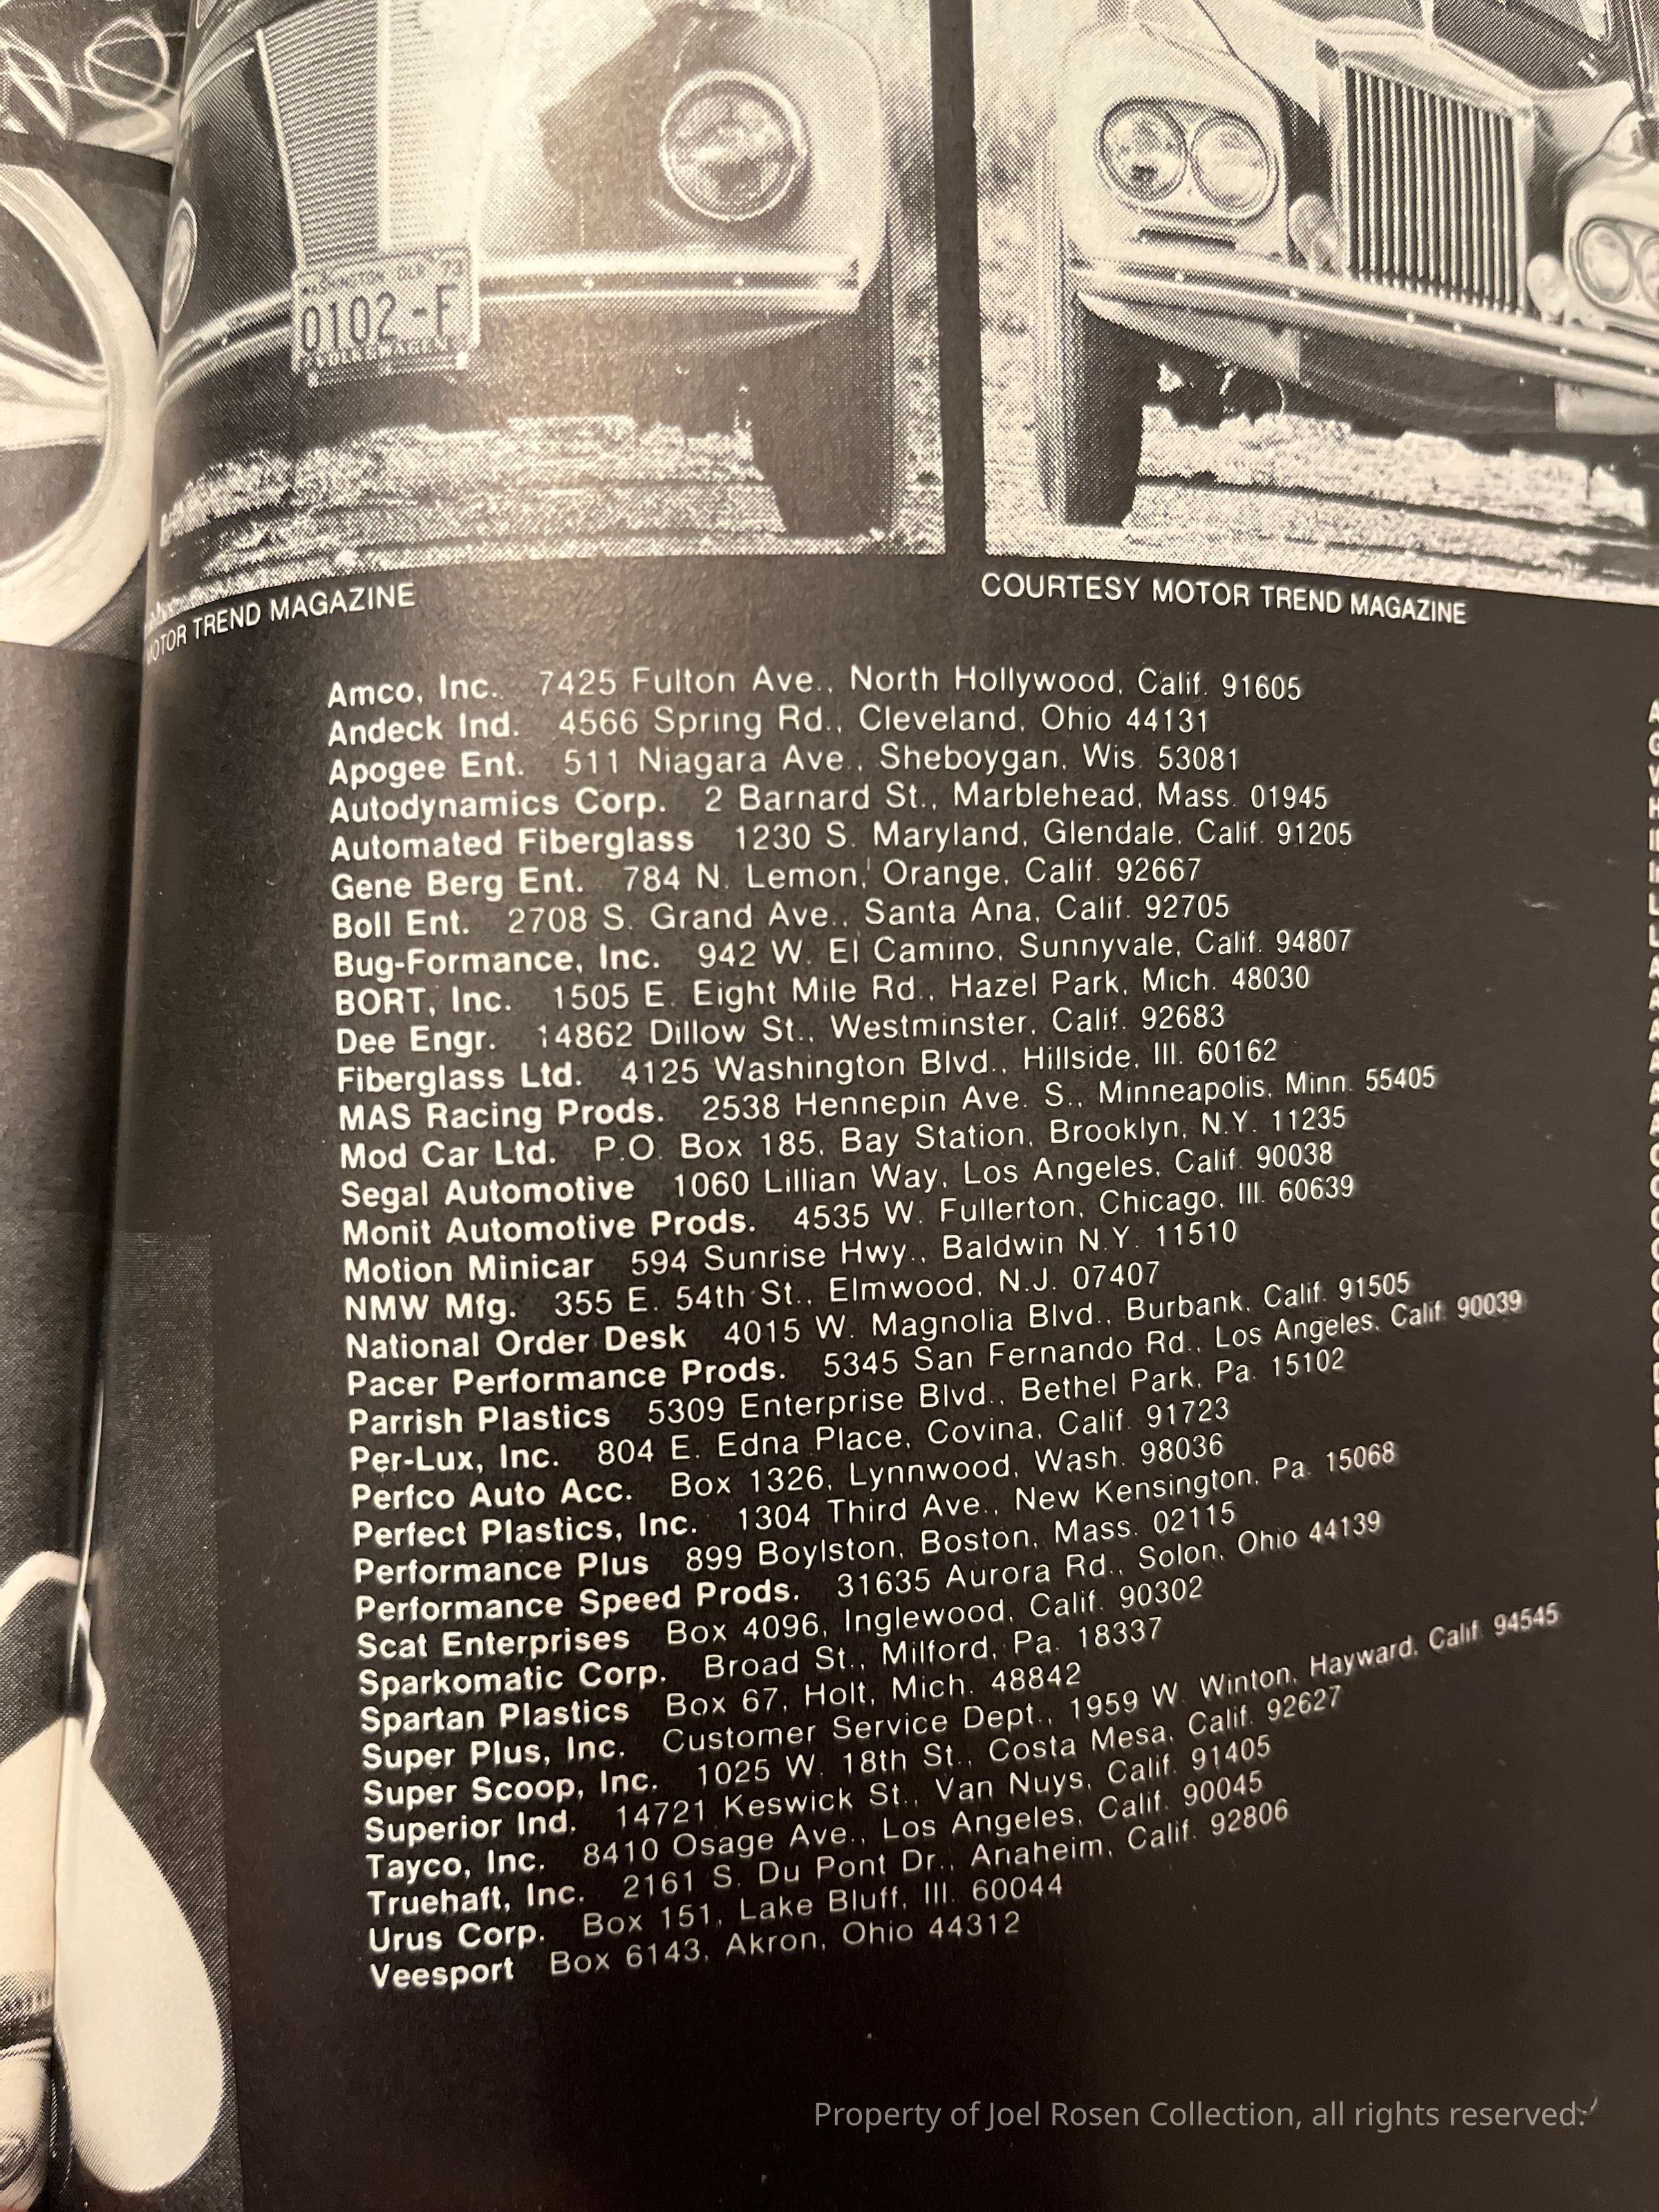 0102-F
VOLKSWAGEN
MOTOR TREND MAGAZINE
COURTESY MOTOR TREND MAGAZINE
Amco, Inc. 7425 Fulton Ave., North Hollywood, Calif. 91605
Andeck Ind. 4566 Spring Rd., Cleveland, Ohio 44131
Apogee Ent. 511 Niagara Ave., Sheboygan, Wis. 53081
Autodynamics Corp. 2 Barnard St., Marblehead, Mass. 01945
Automated Fiberglass 1230 S. Maryland, Glendale, Calif. 91205
Gene Berg Ent. 784 N. Lemon, Orange, Calif. 92667
Boll Ent. 2708 S. Grand Ave., Santa Ana, Calif. 92705
Bug-Formance, Inc. 942 W. El Camino, Sunnyvale, Calif. 94807
BORT, Inc. 1505 E. Eight Mile Rd., Hazel Park, Mich. 48030
Dee Engr. 14862 Dillow St., Westminster, Calif. 92683
Fiberglass Ltd. 4125 Washington Blvd., Hillside, Ill. 60162
MAS Racing Prods. 2538 Hennepin Ave. S., Minneapolis, Minn. 55405
Mod Car Ltd. P.O. Box 185, Bay Station, Brooklyn, N.Y. 11235
Segal Automotive 1060 Lillian Way, Los Angeles, Calif. 90038
Monit Automotive Prods. 4535 W. Fullerton, Chicago, Ill. 60639
Motion Minicar 594 Sunrise Hwy., Baldwin N.Y. 11510
NMW Mfg. 355 E. 54th St., Elmwood, N.J. 07407
National Order Desk 4015 W. Magnolia Blvd., Burbank, Calif. 91505
Pacer Performance Prods. 5345 San Fernando Rd., Los Angeles, Calif. 90039
Parrish Plastics 5309 Enterprise Blvd., Bethel Park, Pa. 15102
Per-Lux, Inc. 804 E. Edna Place, Covina, Calif. 91723
Perfco Auto Acc. Box 1326, Lynnwood, Wash. 98036
Perfect Plastics, Inc. 1304 Third Ave., New Kensington, Pa. 15068
Performance Plus 899 Boylston, Boston, Mass. 02115
Performance Speed Prods. 31635 Aurora Rd., Solon, Ohio 44139
Scat Enterprises Box 4096, Inglewood, Calif. 90302
Sparkomatic Corp. Broad St., Milford, Pa. 18337
Spartan Plastics Box 67, Holt, Mich. 48842
Super Plus, Inc. Customer Service Dept., 1959 W. Winton, Hayward, Calif. 94545
Super Scoop, Inc. 1025 W. 18th St., Costa Mesa, Calif. 92627
Superior Ind. 14721 Keswick St., Van Nuys, Calif. 91405
Tayco, Inc. 8410 Osage Ave., Los Angeles, Calif. 90045
Truehaft, Inc. 2161 S. Du Pont Dr., Anaheim, Calif. 92806
Urus Corp. Box 151, Lake Bluff, Ill. 60044
Veesport Box 6143, Akron, Ohio 44312
Property of Joel Rosen Collection, all rights reserved.